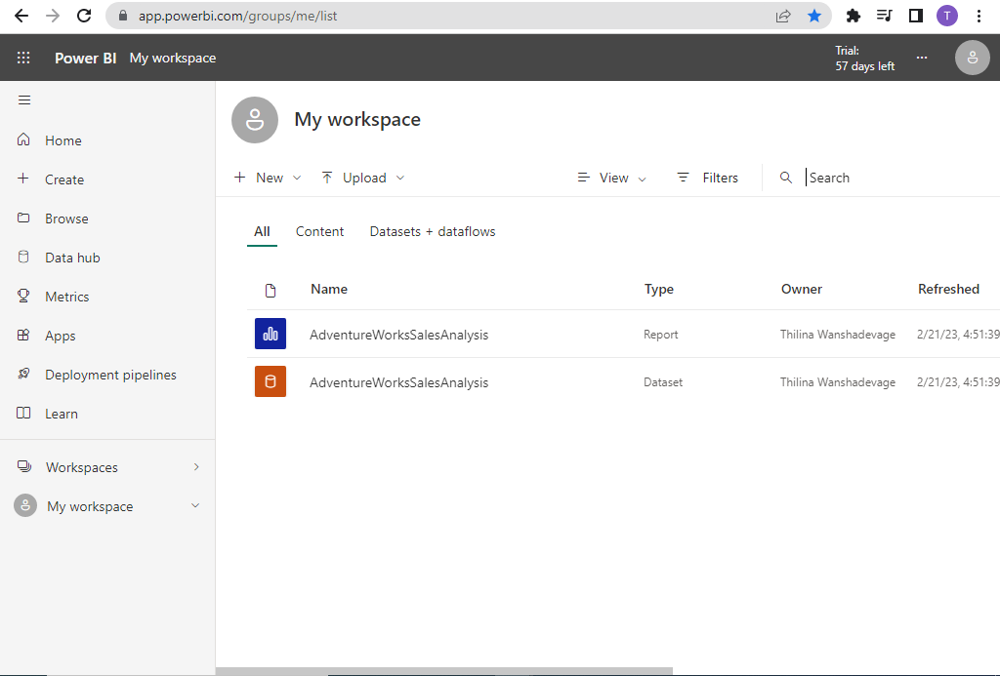 app.powerbi.com/groups/me/list
T
Power BI My workspace
Trial:
57 days left
Home
Create
Browse
Data hub
Metrics
Apps
Deployment pipelines
Learn
Workspaces
My workspace
My workspace
New Upload View Filters Search
All Content Datasets + dataflows
Name Type Owner Refreshed
AdventureWorksSalesAnalysis Report Thilina Wanshadevage 2/21/23, 4:51:39
AdventureWorksSalesAnalysis Dataset Thilina Wanshadevage 2/21/23, 4:51:39